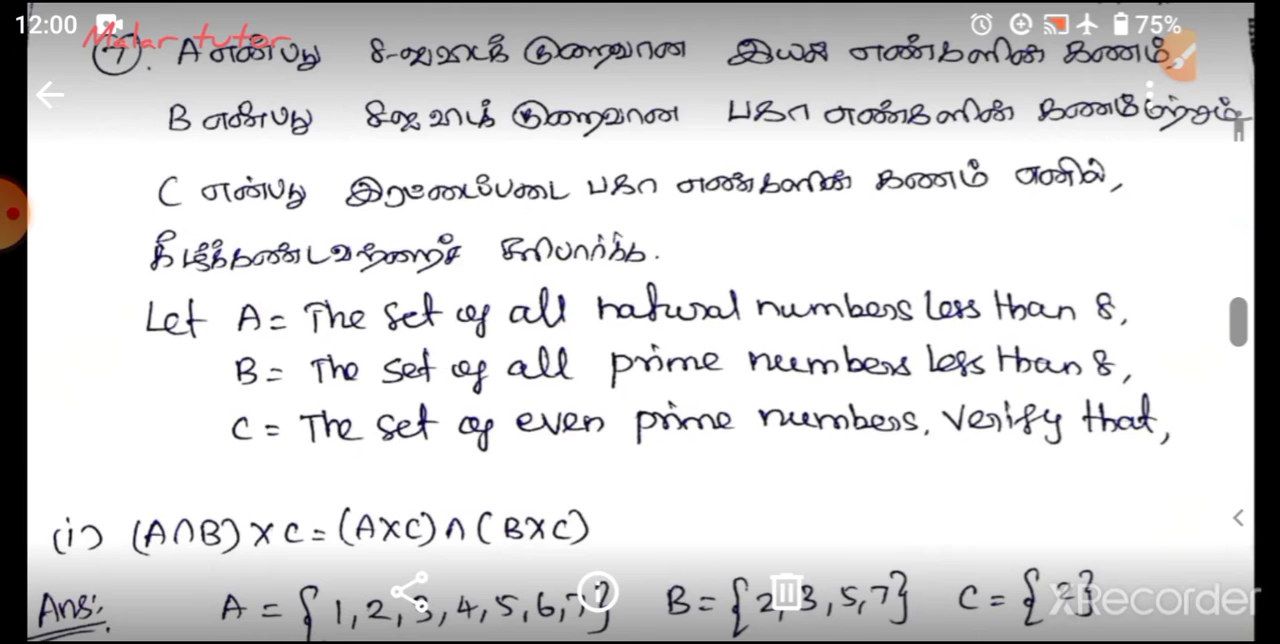 12:00 75%
Malar tutor
7. A என்பது 8-ஐ விடக் குறைவான இயல் எண்களின் கணம்,
B என்பது 8-ஐ விடக் குறைவான பகா எண்களின் கணம் மற்றும்
C என்பது இரட்டைப்படை பகா எண்களின் கணம் எனில்,
கீழ்க்கண்டவற்றைச் சரிபார்க்க.
Let A = The set of all natural numbers less than 8,
B = The set of all prime numbers less than 8,
C = The set of even prime numbers. Verify that,
(i) (A∩B) × C = (A×C) ∩ (B×C)
Ans: A = {1,2,3,4,5,6,7} B = {2,3,5,7} C = {2}
XRecorder